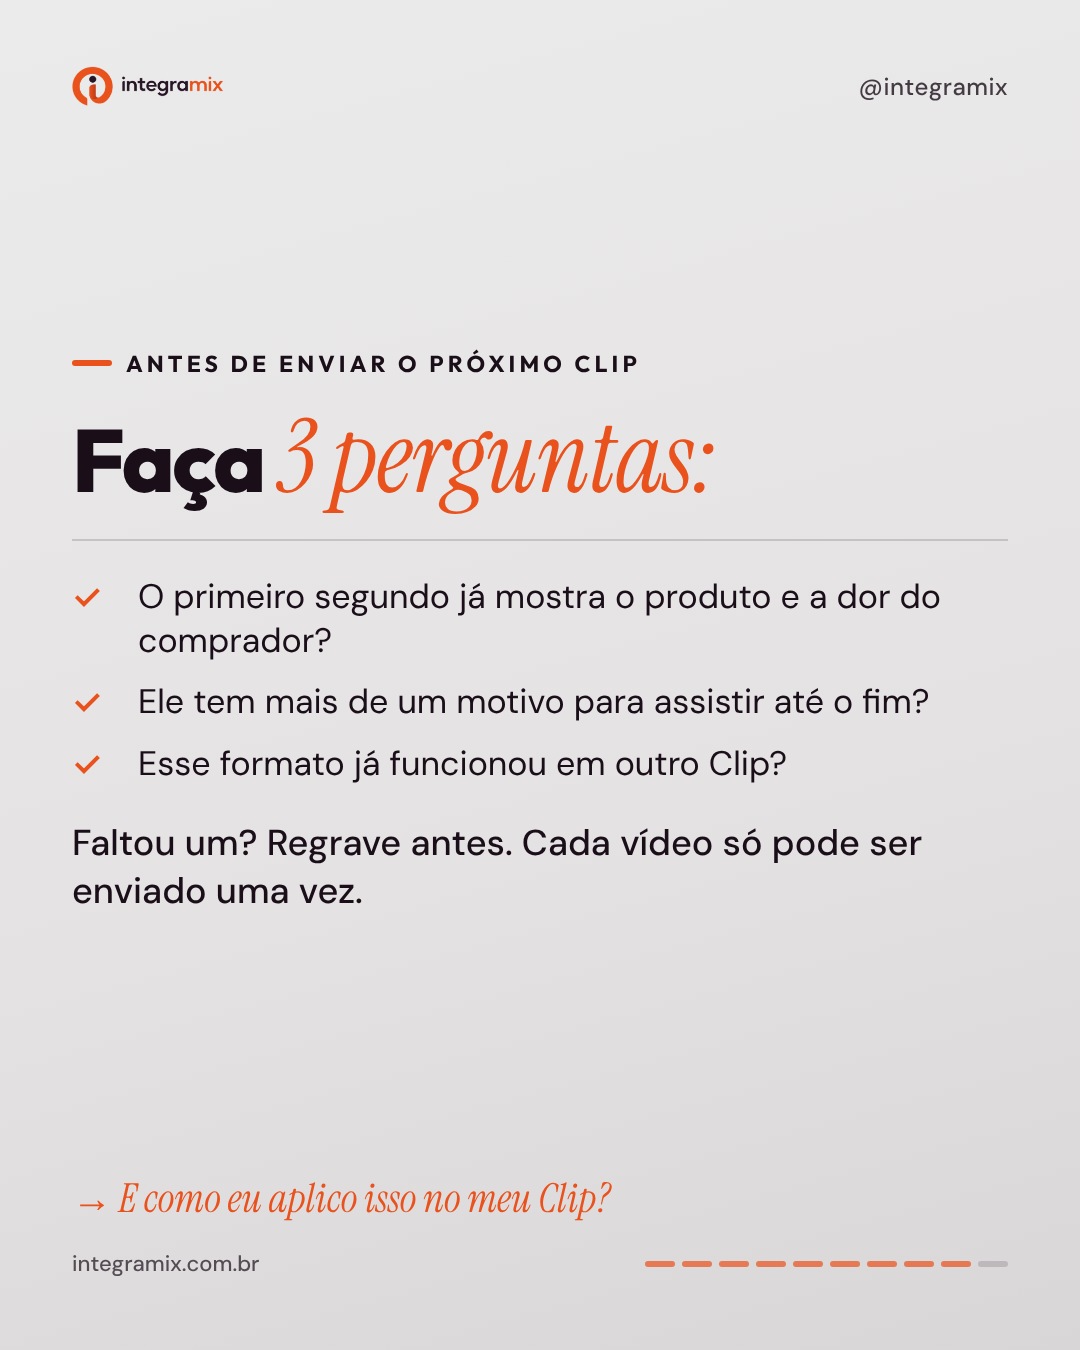 integramix
@integramix
ANTES DE ENVIAR O PRÓXIMO CLIP
Faça 3 perguntas:
O primeiro segundo já mostra o produto e a dor do
comprador?
Ele tem mais de um motivo para assistir até o fim?
Esse formato já funcionou em outro Clip?
Faltou um? Regrave antes. Cada vídeo só pode ser
enviado uma vez.
→ E como eu aplico isso no meu Clip?
integramix.com.br